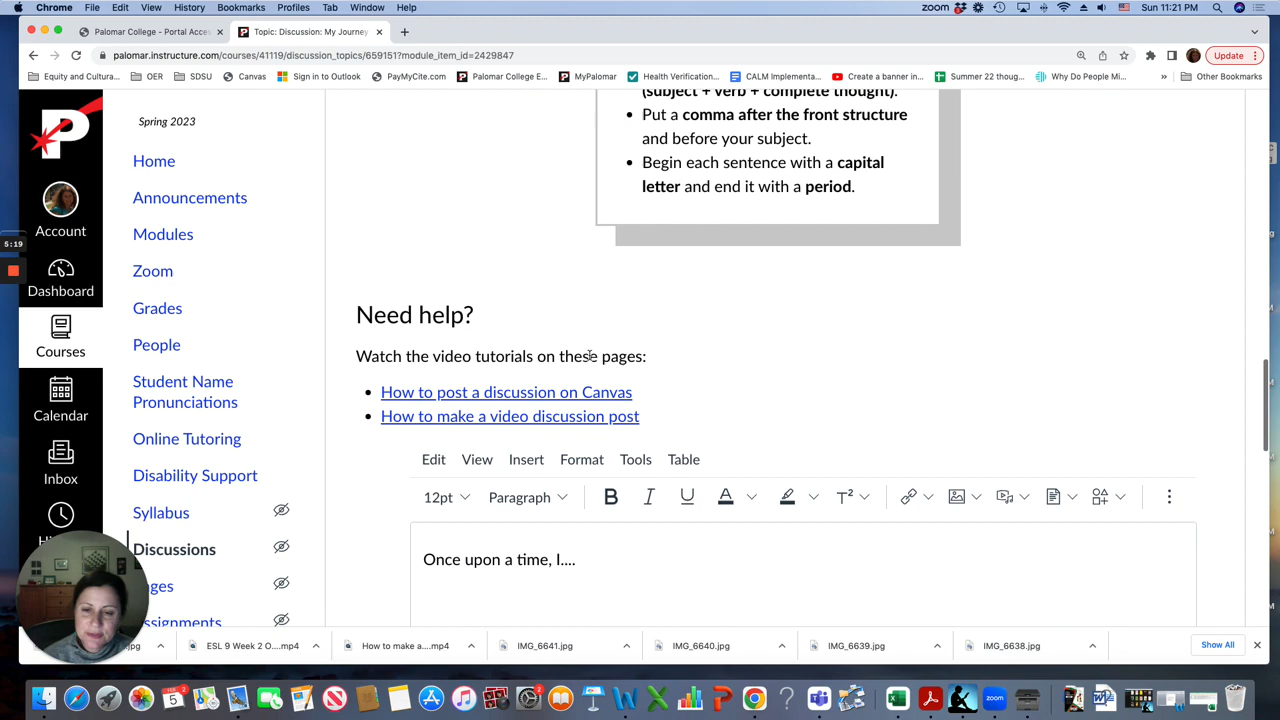 Chrome File Edit View History Bookmarks Profiles Tab Window Help
zoom Sun 11:21 PM
Palomar College - Portal Acces
Topic: Discussion: My Journey
palomar.instructure.com/courses/41119/discussion_topics/659151?module_item_id=2429847
Update
Equity and Cultura... OER SDSU Canvas Sign in to Outlook PayMyCite.com Palomar College E... MyPalomar Health Verification... CALM Implementa... Create a banner in... Summer 22 thoug... Why Do People Mi... » Other Bookmarks
P
Account
5:19
Dashboard
Courses
Calendar
Inbox
Spring 2023
Home
Announcements
Modules
Zoom
Grades
People
Student Name
Pronunciations
Online Tutoring
Disability Support
Syllabus
Discussions
(subject + verb + complete thought).
Put a comma after the front structure
and before your subject.
Begin each sentence with a capital
letter and end it with a period.
Need help?
Watch the video tutorials on these pages:
How to post a discussion on Canvas
How to make a video discussion post
Edit View Insert Format Tools Table
12pt Paragraph B I U A T²
Once upon a time, I....
ESL 9 Week 2 O....mp4
How to make a....mp4
IMG_6641.jpg
IMG_6640.jpg
IMG_6639.jpg
IMG_6638.jpg
Show All